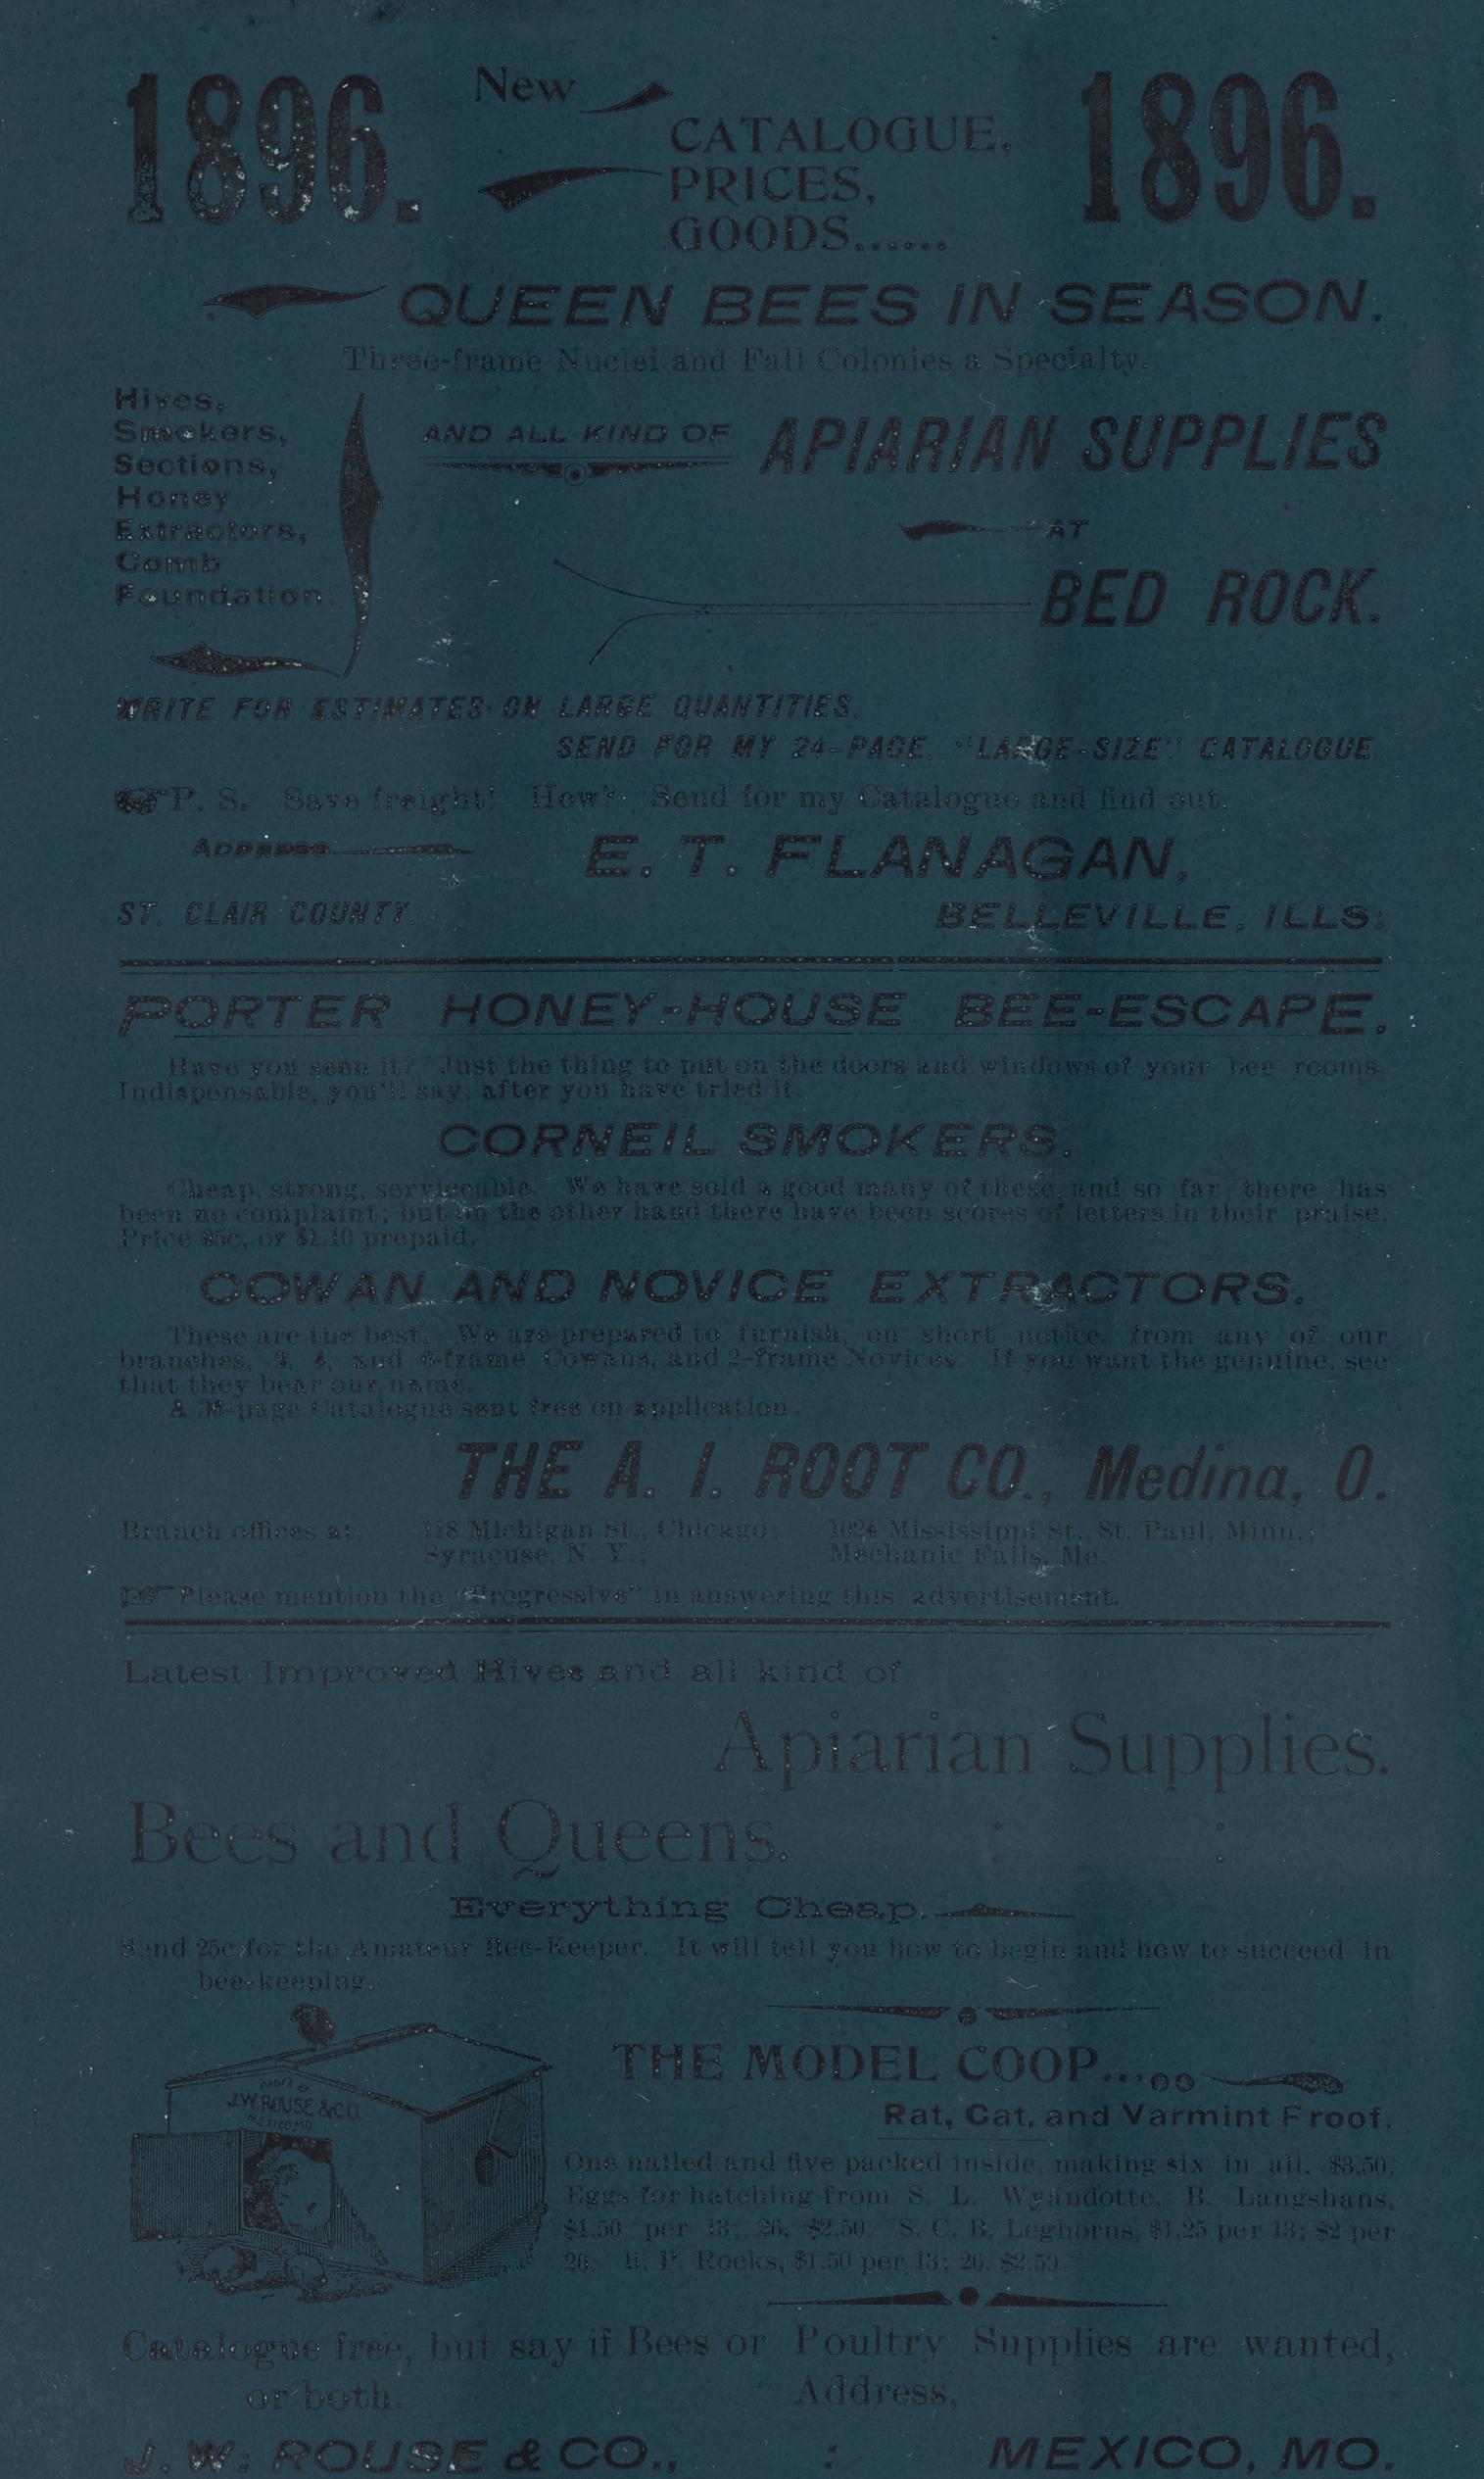 1896.
New
CATALOGUE,
PRICES,
GOODS......
1896.
QUEEN BEES IN SEASON.
Three-frame Nuclei and Fall Colonies a Specialty.
Hives,
Smokers,
Sections,
Honey
Extractors,
Comb
Foundation.
AND ALL KIND OF APIARIAN SUPPLIES
AT
BED ROCK.
WRITE FOR ESTIMATES ON LARGE QUANTITIES.
SEND FOR MY 24-PAGE, "LARGE-SIZE" CATALOGUE
P. S. Save freight! How? Send for my Catalogue and find out.
ADDRESS
E. T. FLANAGAN,
ST. CLAIR COUNTY. BELLEVILLE, ILLS.
PORTER HONEY-HOUSE BEE-ESCAPE.
Have you seen it? Just the thing to put on the doors and windows of your bee rooms
Indispensable, you'll say, after you have tried it.
CORNEIL SMOKERS.
Cheap, strong, serviceable. We have sold a good many of these, and so far there has
been no complaint; but on the other hand there have been scores of letters in their praise.
Price 85c, or $1.10 prepaid.
COWAN AND NOVICE EXTRACTORS.
These are the best. We are prepared to furnish, on short notice, from any of our
branches, 2, 4, and 6-frame Cowans, and 2-frame Novices. If you want the genuine, see
that they bear our name.
A Catalogue sent free on application.
THE A. I. ROOT CO., Medina, O.
Branch offices at, 118 Michigan St., Chicago; 1024 Mississippi St., St. Paul, Minn.;
Syracuse, N. Y.; Mechanic Falls, Me.
Please mention the "Progressive" in answering this advertisement.
Latest Improved Hives and all kind of
Apiarian Supplies.
Bees and Queens. : :
Everything Cheap.
Send 25c for the Amateur Bee-Keeper. It will tell you how to begin and how to succeed in
bee-keeping.
MADE BY
J.W. ROUSE & CO.
MEXICO MO
THE MODEL COOP...
Rat, Cat, and Varmint Proof.
One nailed and five packed inside, making six in all, $3.50.
Eggs for hatching from S. L. Wyandotte, B. Langshans,
$1.50 per 13; 26, $2.50. S. C. B. Leghorns, $1.25 per 13; $2 per
26. B. P. Rocks, $1.50 per 13; 26, $2.50.
Catalogue free, but say if Bees or Poultry Supplies are wanted,
or both. Address,
J. W. ROUSE & CO., : MEXICO, MO.